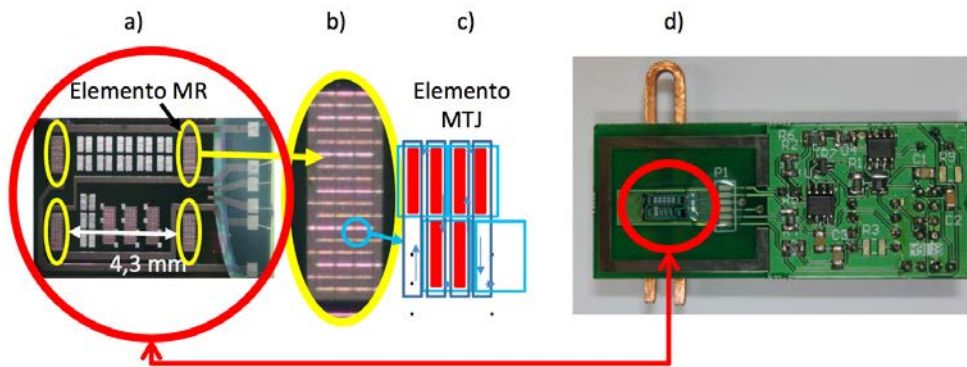 a)
b)
c)
d)
Elemento MR
Elemento
MTJ
4,3 mm
P1
R6
R2
R1
C1
R9
C2
C3
R3